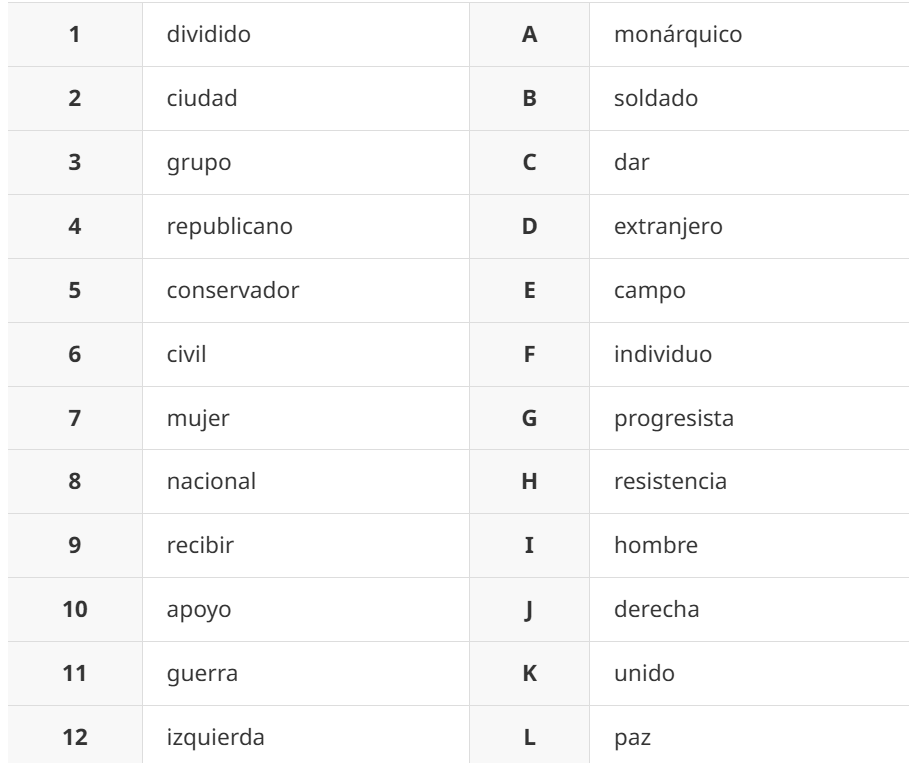 1 dividido A monárquico
2 ciudad B soldado
3 grupo C dar
4 republicano D extranjero
5 conservador E campo
6 civil F individuo
7 mujer G progresista
8 nacional H resistencia
9 recibir I hombre
10 apoyo J derecha
11 guerra K unido
12 izquierda L paz